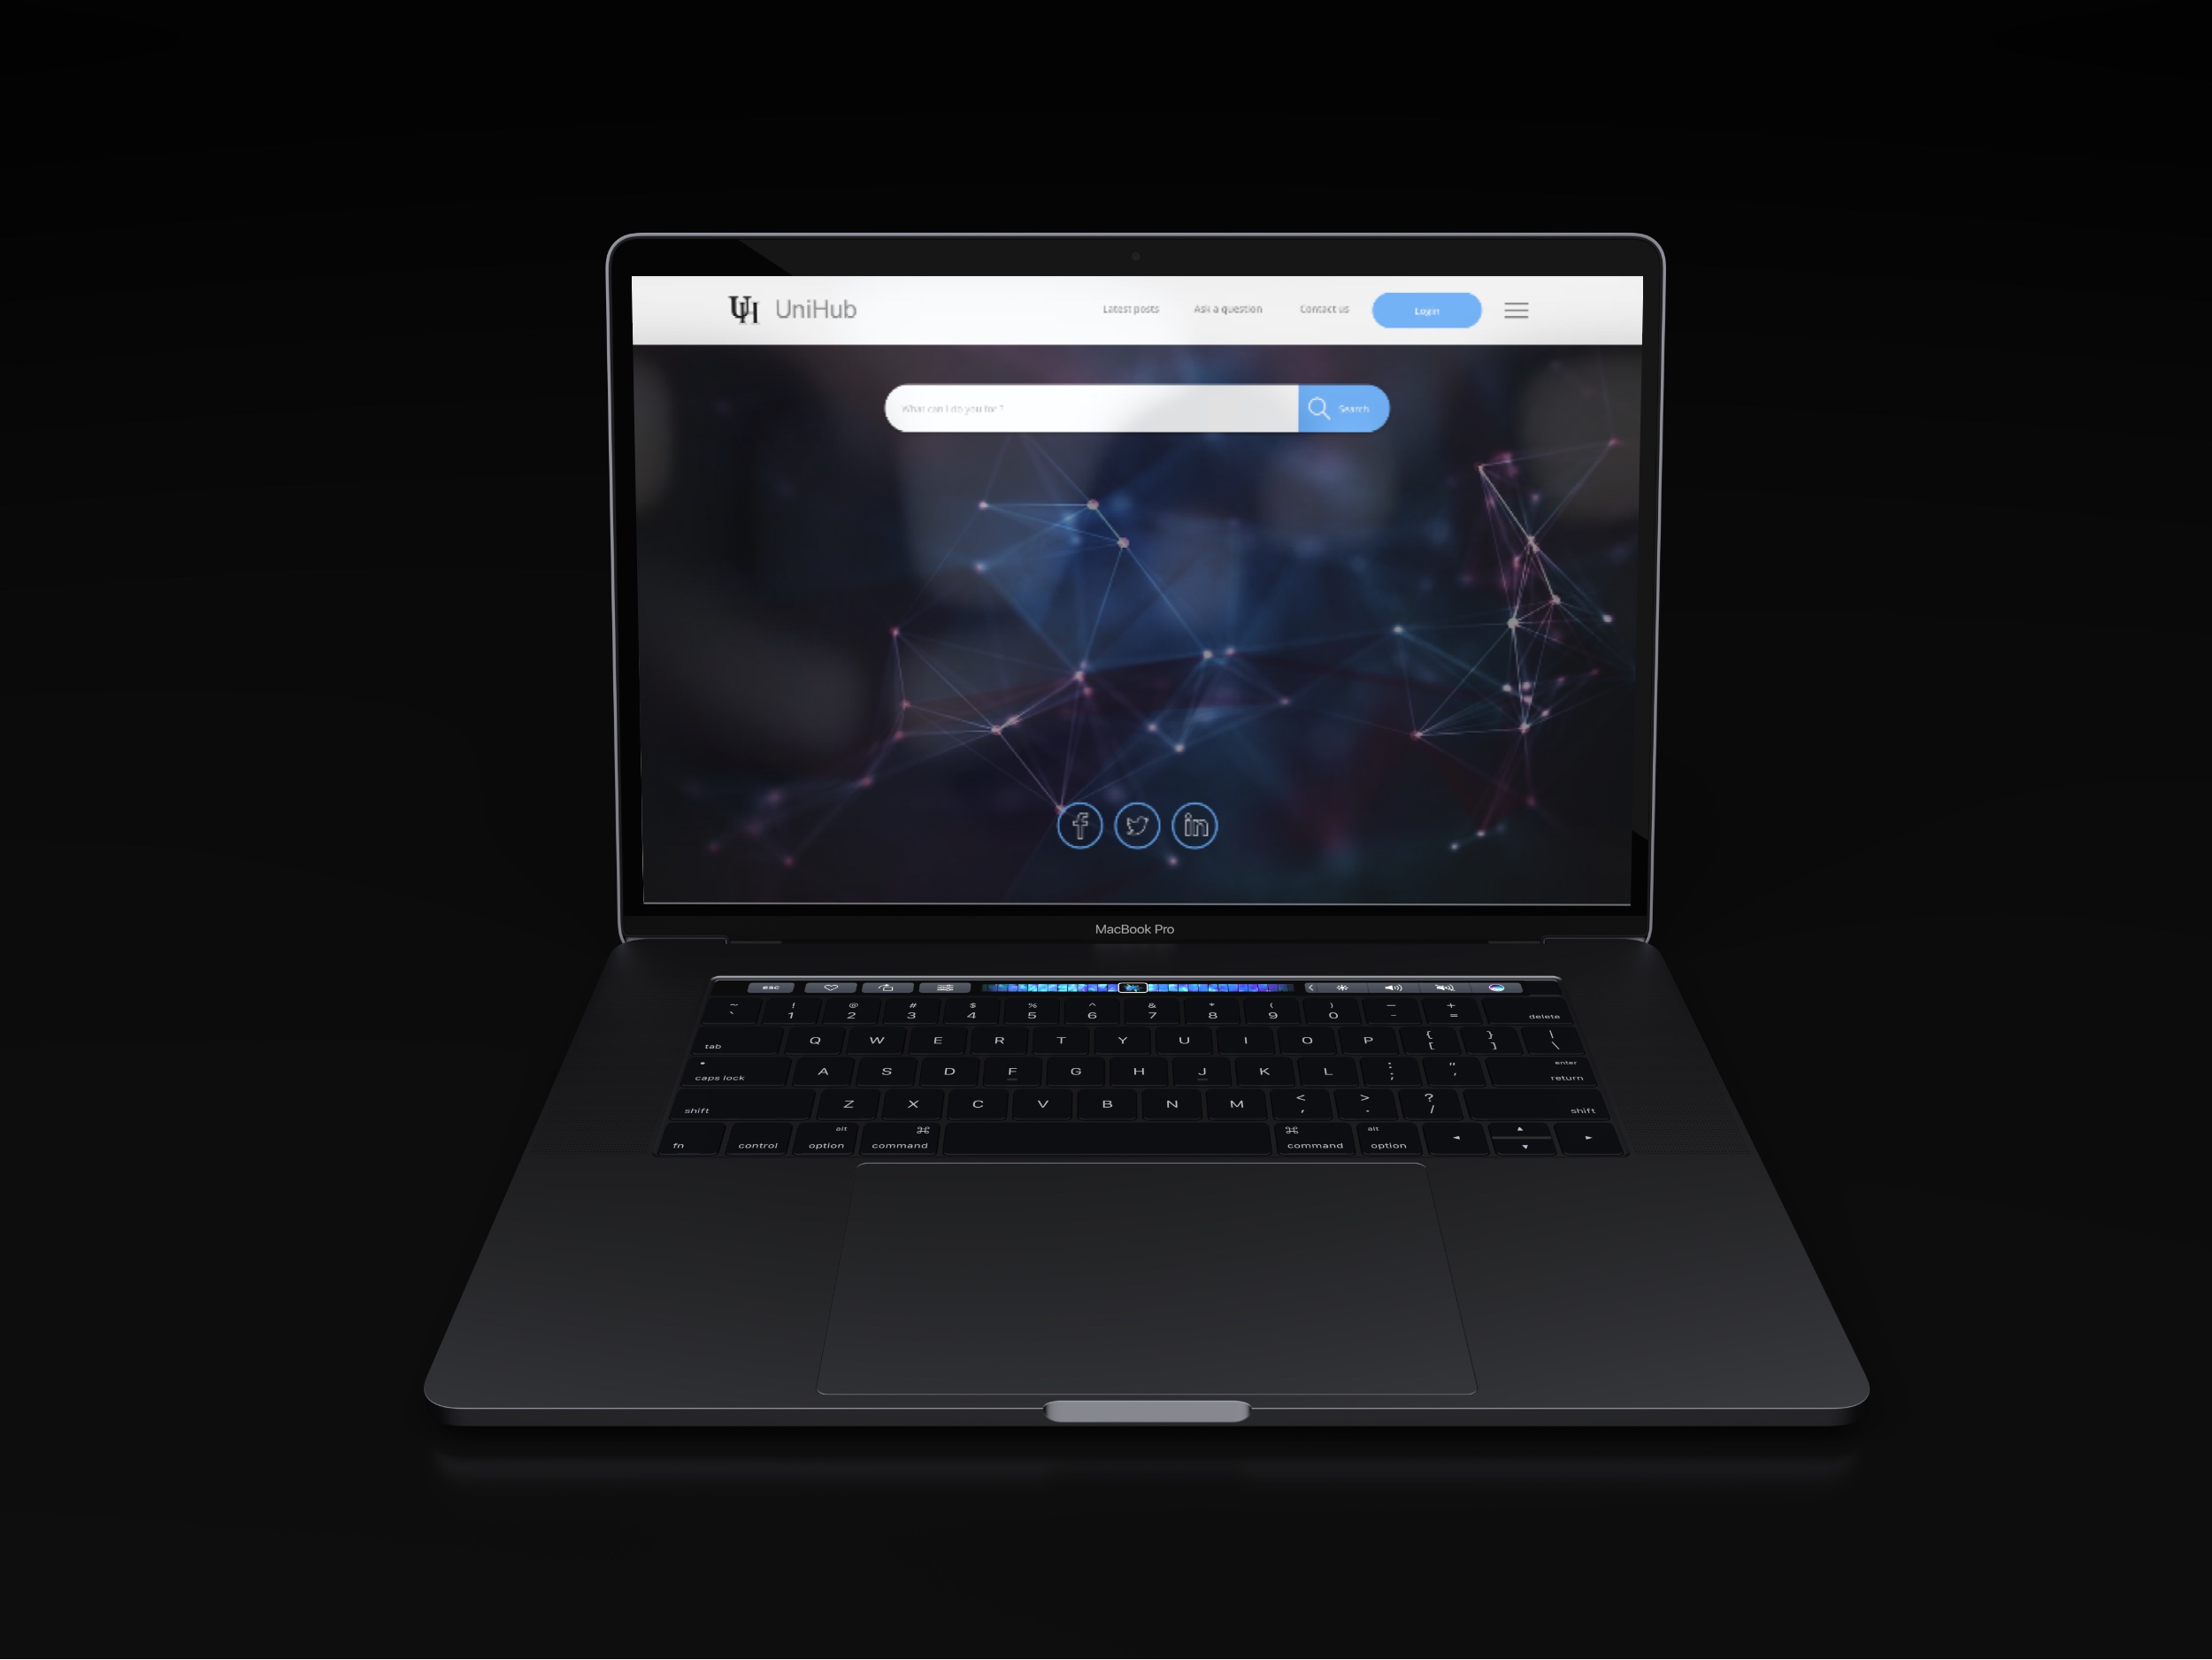 UH UniHub
Latest posts
Ask a question
Contact us
Login
What can I do you for ?
Search
f
in
MacBook Pro
esc
~ ! @ # $ % ^ & * ( ) — +
` 1 2 3 4 5 6 7 8 9 0 - = delete
tab Q W E R T Y U I O P { [ } ] | \
caps lock A S D F G H J K L : ; " ' enter return
shift Z X C V B N M < , > . ? / shift
fn control alt option ⌘ command ⌘ command alt option